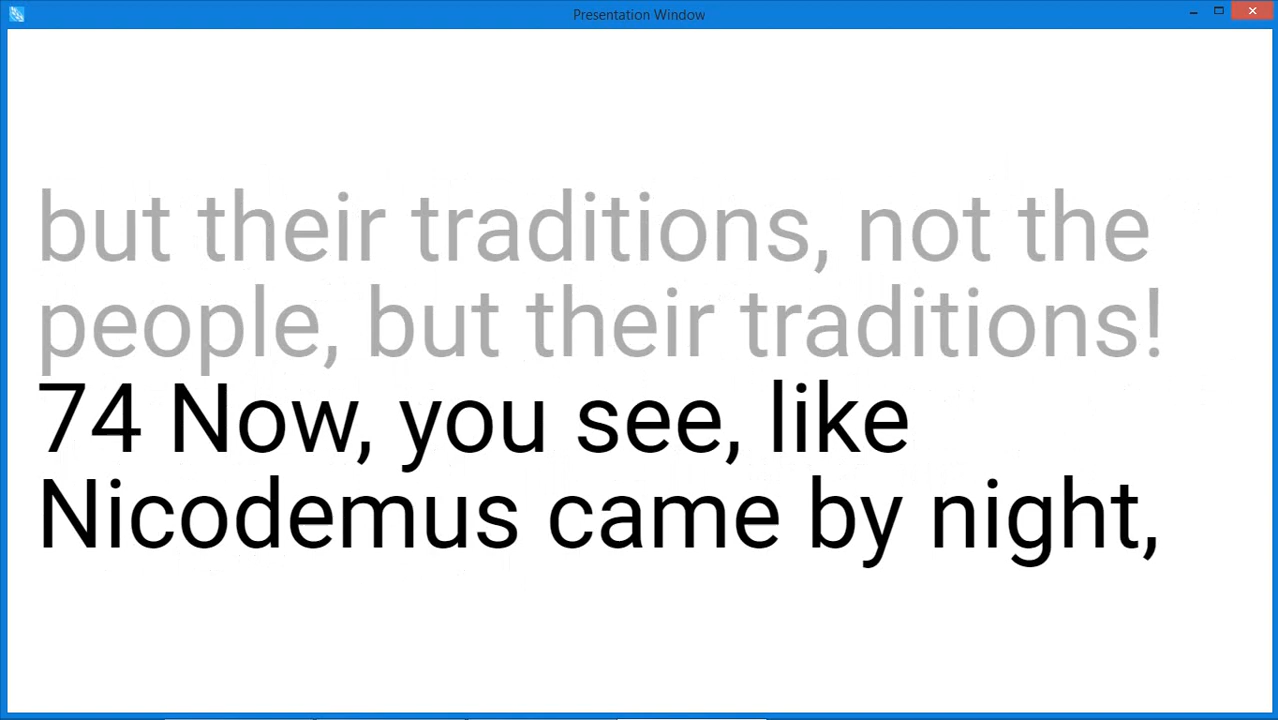 Presentation Window
but their traditions, not the
people, but their traditions!
74 Now, you see, like
Nicodemus came by night,